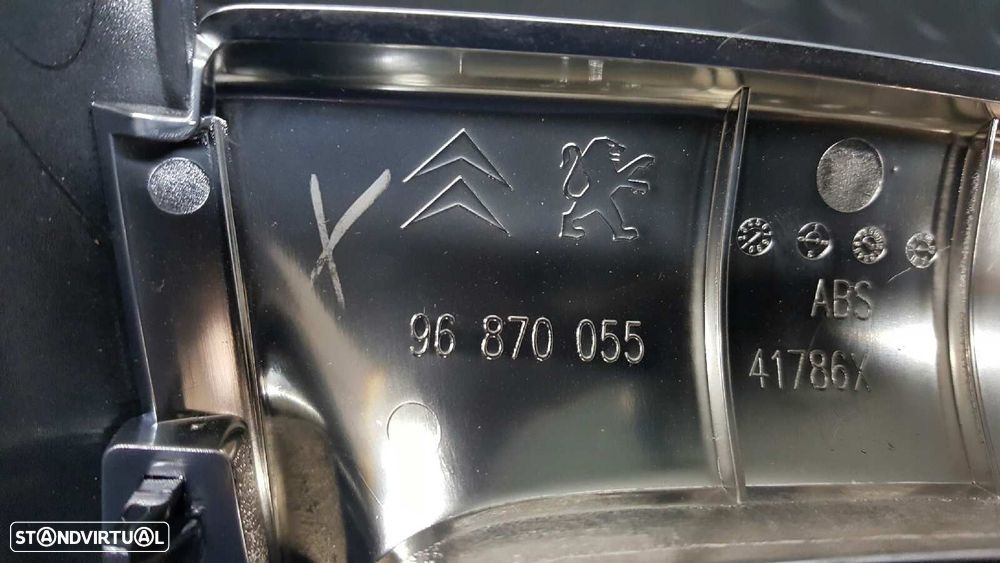 X
96 870 055
ABS
41786X
STANDVIRTUAL